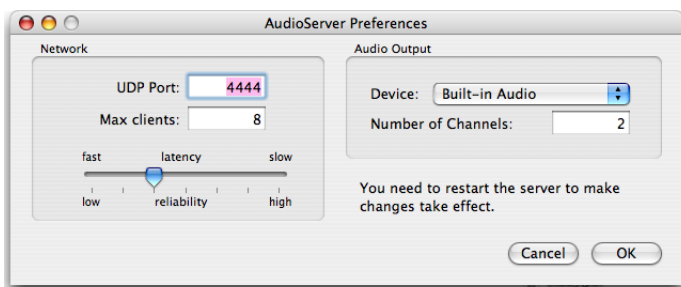 AudioServer Preferences
Network
UDP Port: 4444
Max clients: 8
fast latency slow
low reliability high
Audio Output
Device: Built-in Audio
Number of Channels: 2
You need to restart the server to make
changes take effect.
Cancel OK